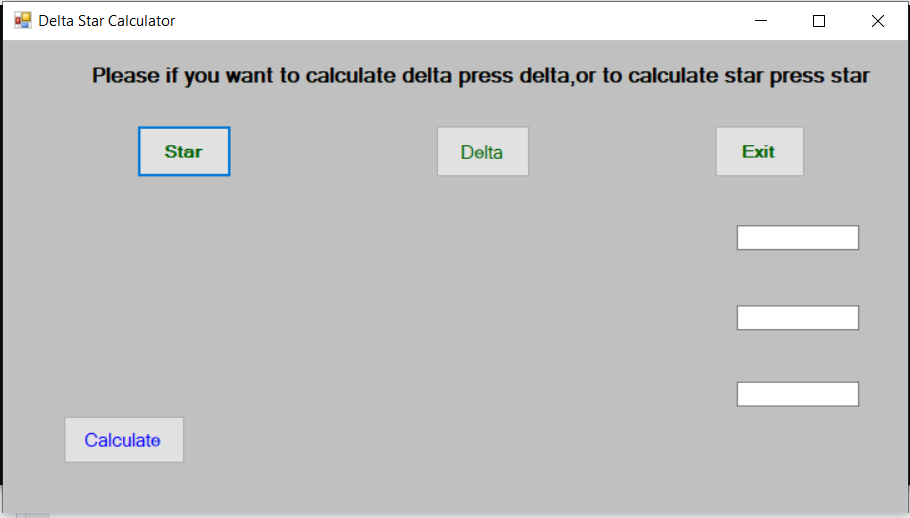 Delta Star Calculator
Please if you want to calculate delta press delta,or to calculate star press star
Star
Delta
Exit
Calculate